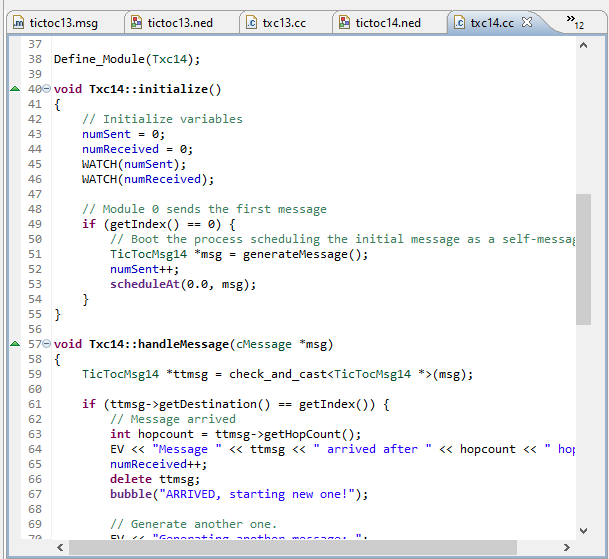 tictoc13.msg tictoc13.ned txc13.cc tictoc14.ned txc14.cc 12
37
38 Define_Module(Txc14);
39
40 void Txc14::initialize()
41 {
42 // Initialize variables
43 numSent = 0;
44 numReceived = 0;
45 WATCH(numSent);
46 WATCH(numReceived);
47
48 // Module 0 sends the first message
49 if (getIndex() == 0) {
50 // Boot the process scheduling the initial message as a self-messag
51 TicTocMsg14 *msg = generateMessage();
52 numSent++;
53 scheduleAt(0.0, msg);
54 }
55 }
56
57 void Txc14::handleMessage(cMessage *msg)
58 {
59 TicTocMsg14 *ttmsg = check_and_cast<TicTocMsg14 *>(msg);
60
61 if (ttmsg->getDestination() == getIndex()) {
62 // Message arrived
63 int hopcount = ttmsg->getHopCount();
64 EV << "Message " << ttmsg << " arrived after " << hopcount << " hop
65 numReceived++;
66 delete ttmsg;
67 bubble("ARRIVED, starting new one!");
68
69 // Generate another one.
70 EV << "Generating another message: ";